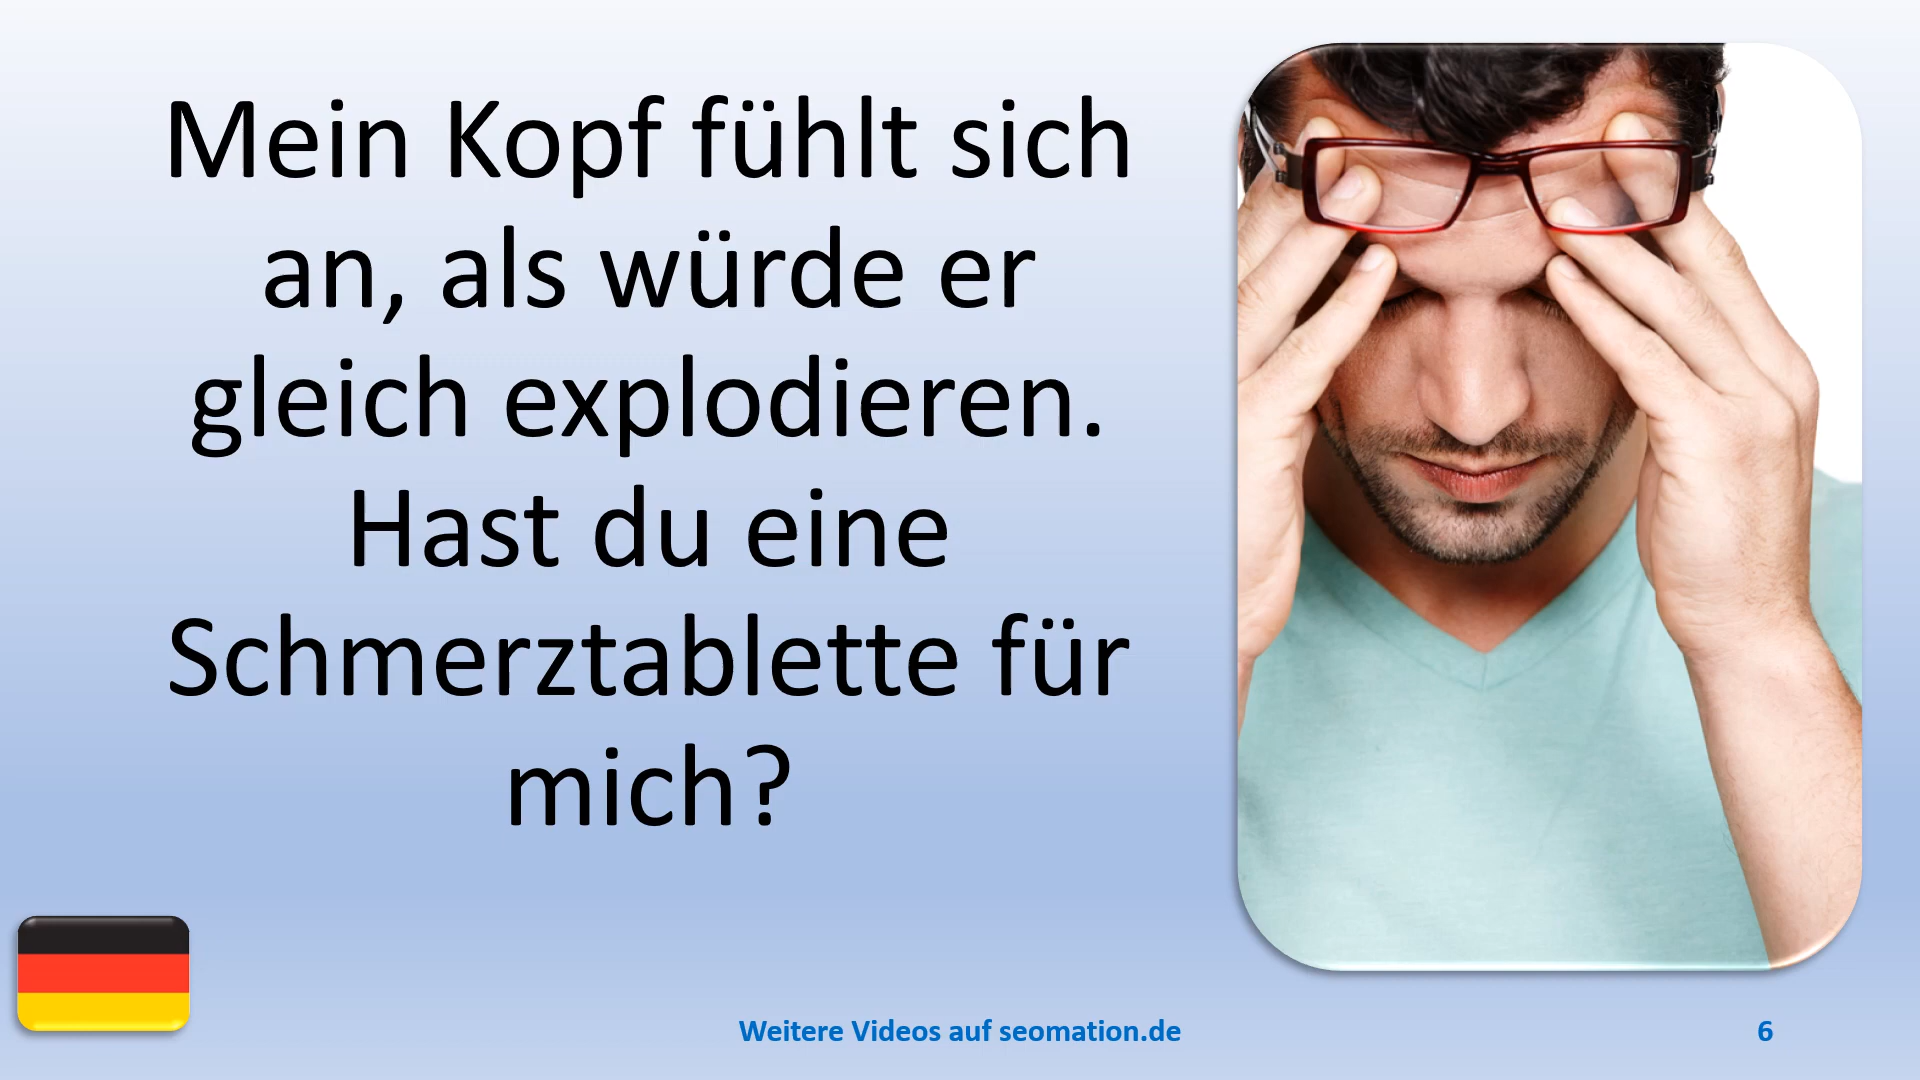 Mein Kopf fühlt sich
an, als würde er
gleich explodieren.
Hast du eine
Schmerztablette für
mich?
Weitere Videos auf seomation.de
6